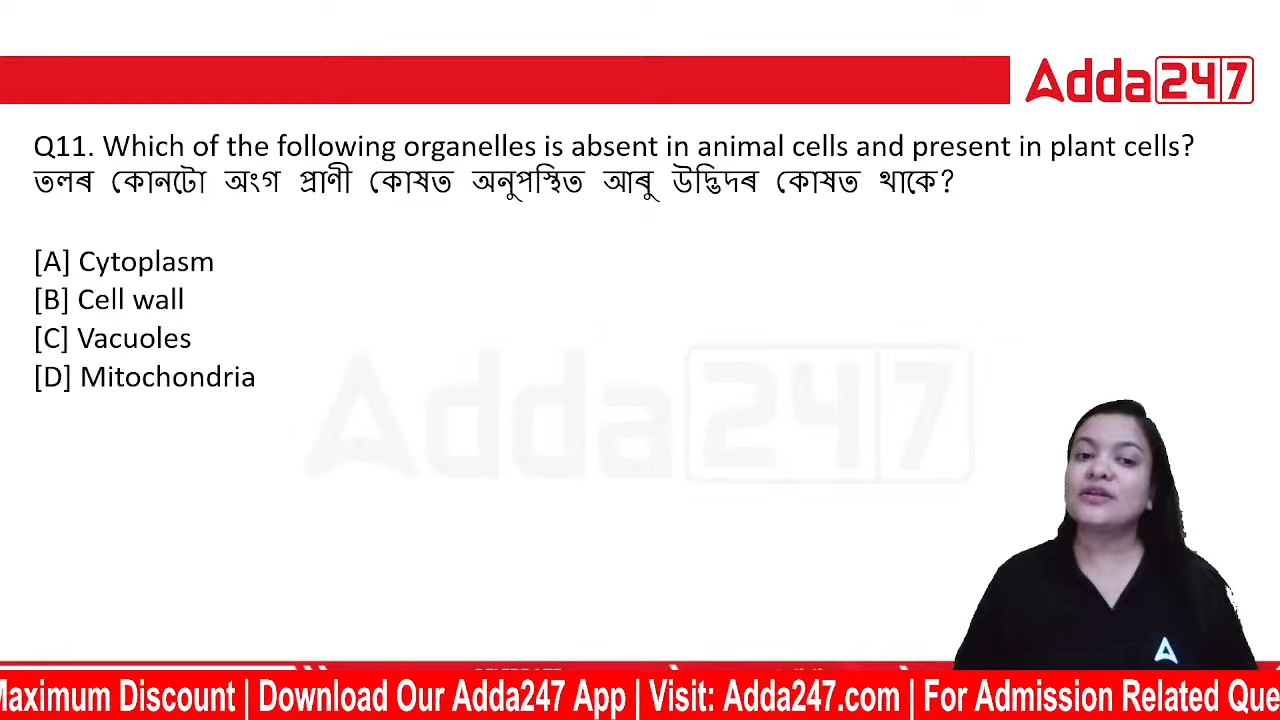 Adda247
Q11. Which of the following organelles is absent in animal cells and present in plant cells?
তলৰ কোনটো অংগ প্ৰাণী কোষত অনুপস্থিত আৰু উদ্ভিদৰ কোষত থাকে?
[A] Cytoplasm
[B] Cell wall
[C] Vacuoles
[D] Mitochondria
Adda247
Maximum Discount | Download Our Adda247 App | Visit: Adda247.com | For Admission Related Que